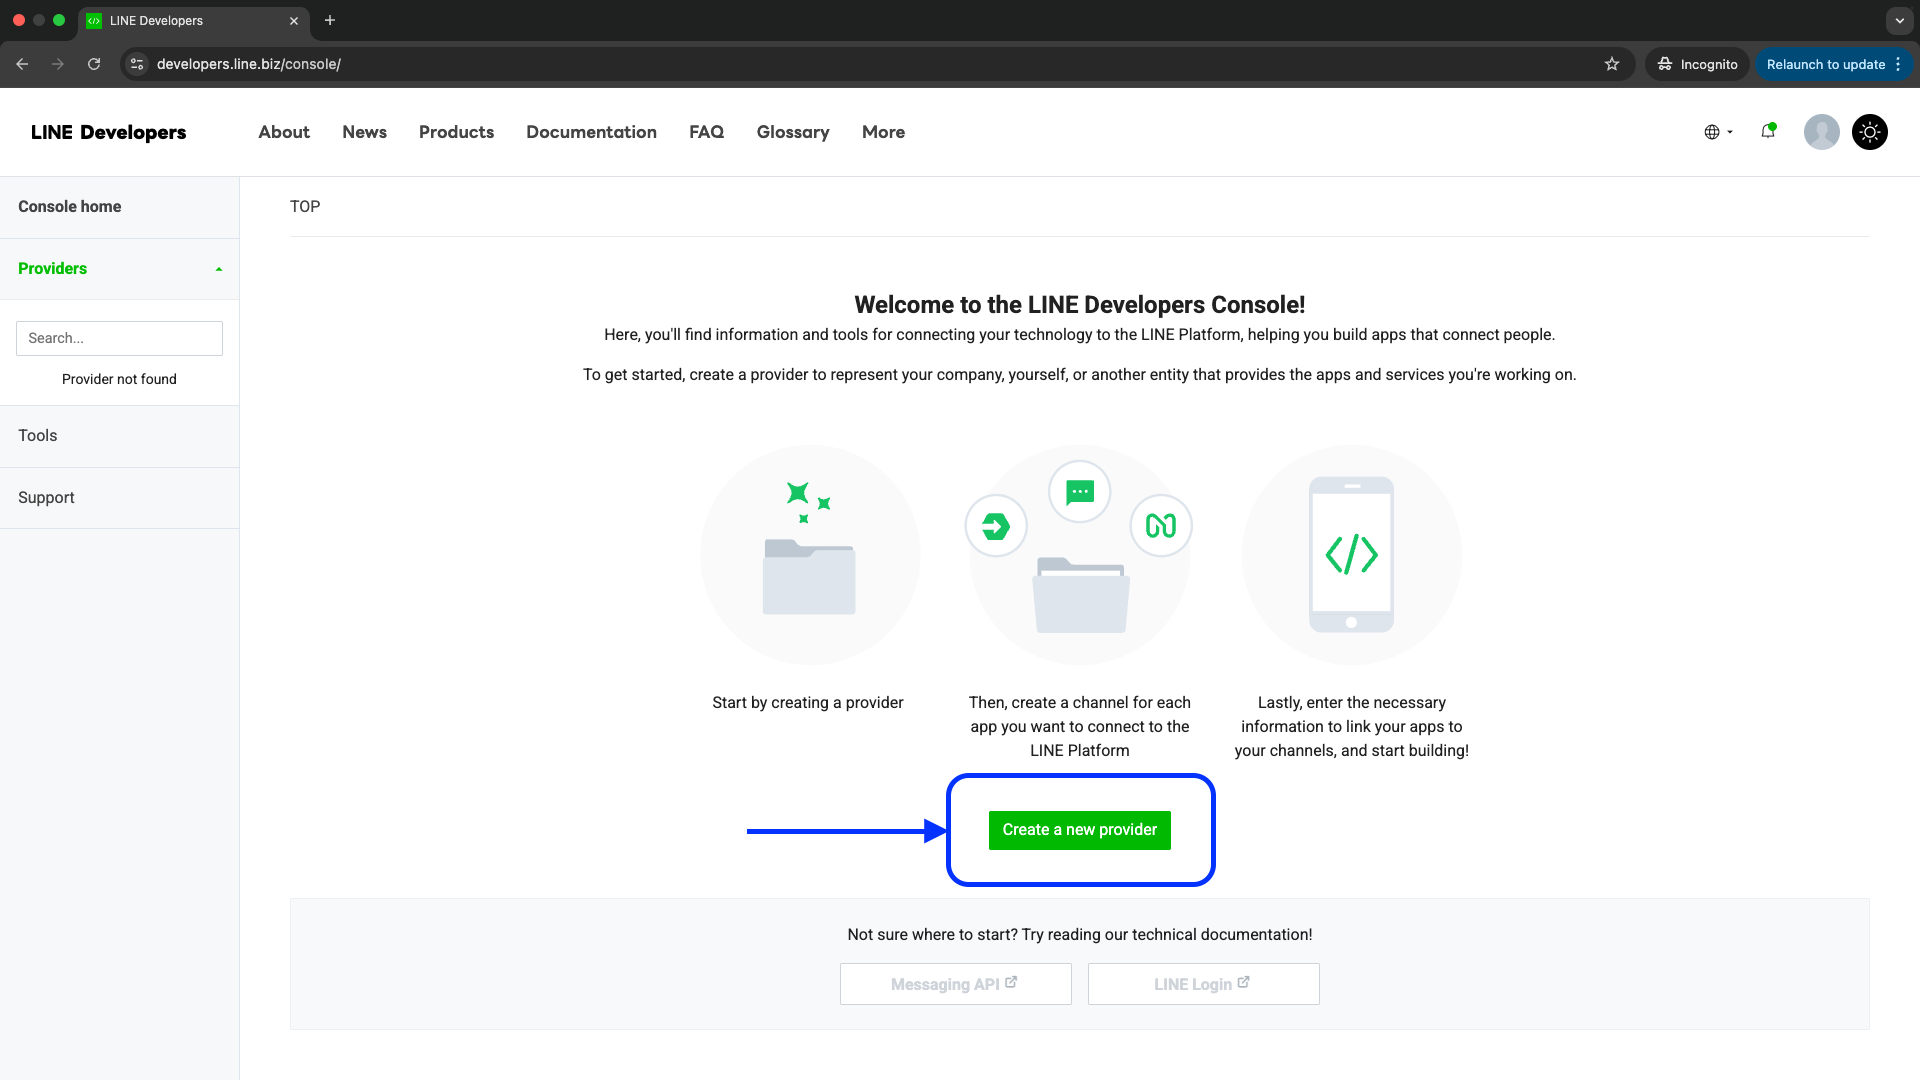 LINE Developers
developers.line.biz/console/
Incognito
Relaunch to update
LINE Developers
About
News
Products
Documentation
FAQ
Glossary
More
Console home
Providers
Search...
Provider not found
Tools
Support
TOP
Welcome to the LINE Developers Console!
Here, you'll find information and tools for connecting your technology to the LINE Platform, helping you build apps that connect people.
To get started, create a provider to represent your company, yourself, or another entity that provides the apps and services you're working on.
Start by creating a provider
Then, create a channel for each
app you want to connect to the
LINE Platform
Lastly, enter the necessary
information to link your apps to
your channels, and start building!
Create a new provider
Not sure where to start? Try reading our technical documentation!
Messaging API
LINE Login